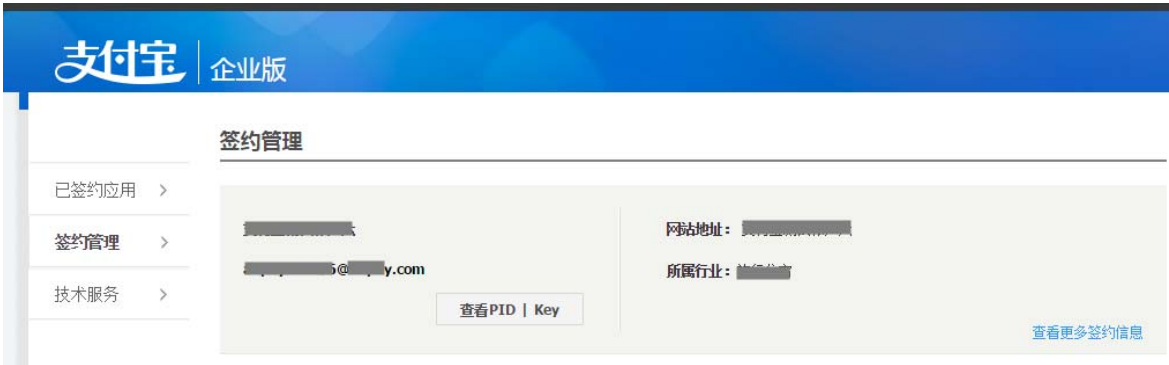 支付宝 企业版
签约管理
已签约应用 >
签约管理 >
技术服务 >
网站地址：
y.com
所属行业：
查看PID | Key
查看更多签约信息